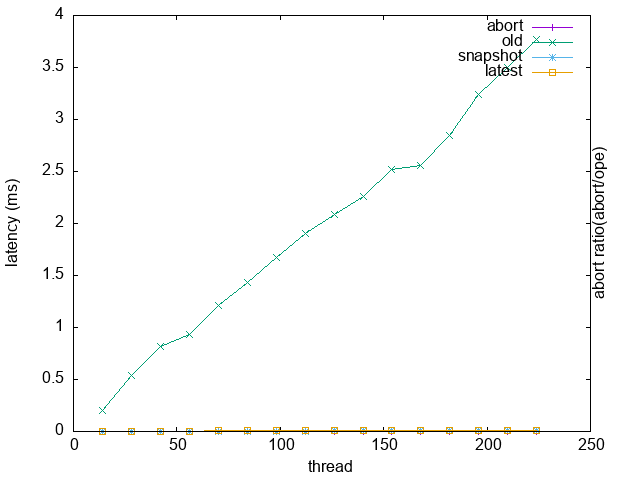 4
3.5
3
2.5
2
1.5
1
0.5
0
0
50
100
150
200
250
latency (ms)
thread
abort ratio(abort/ope)
abort
old
snapshot
latest